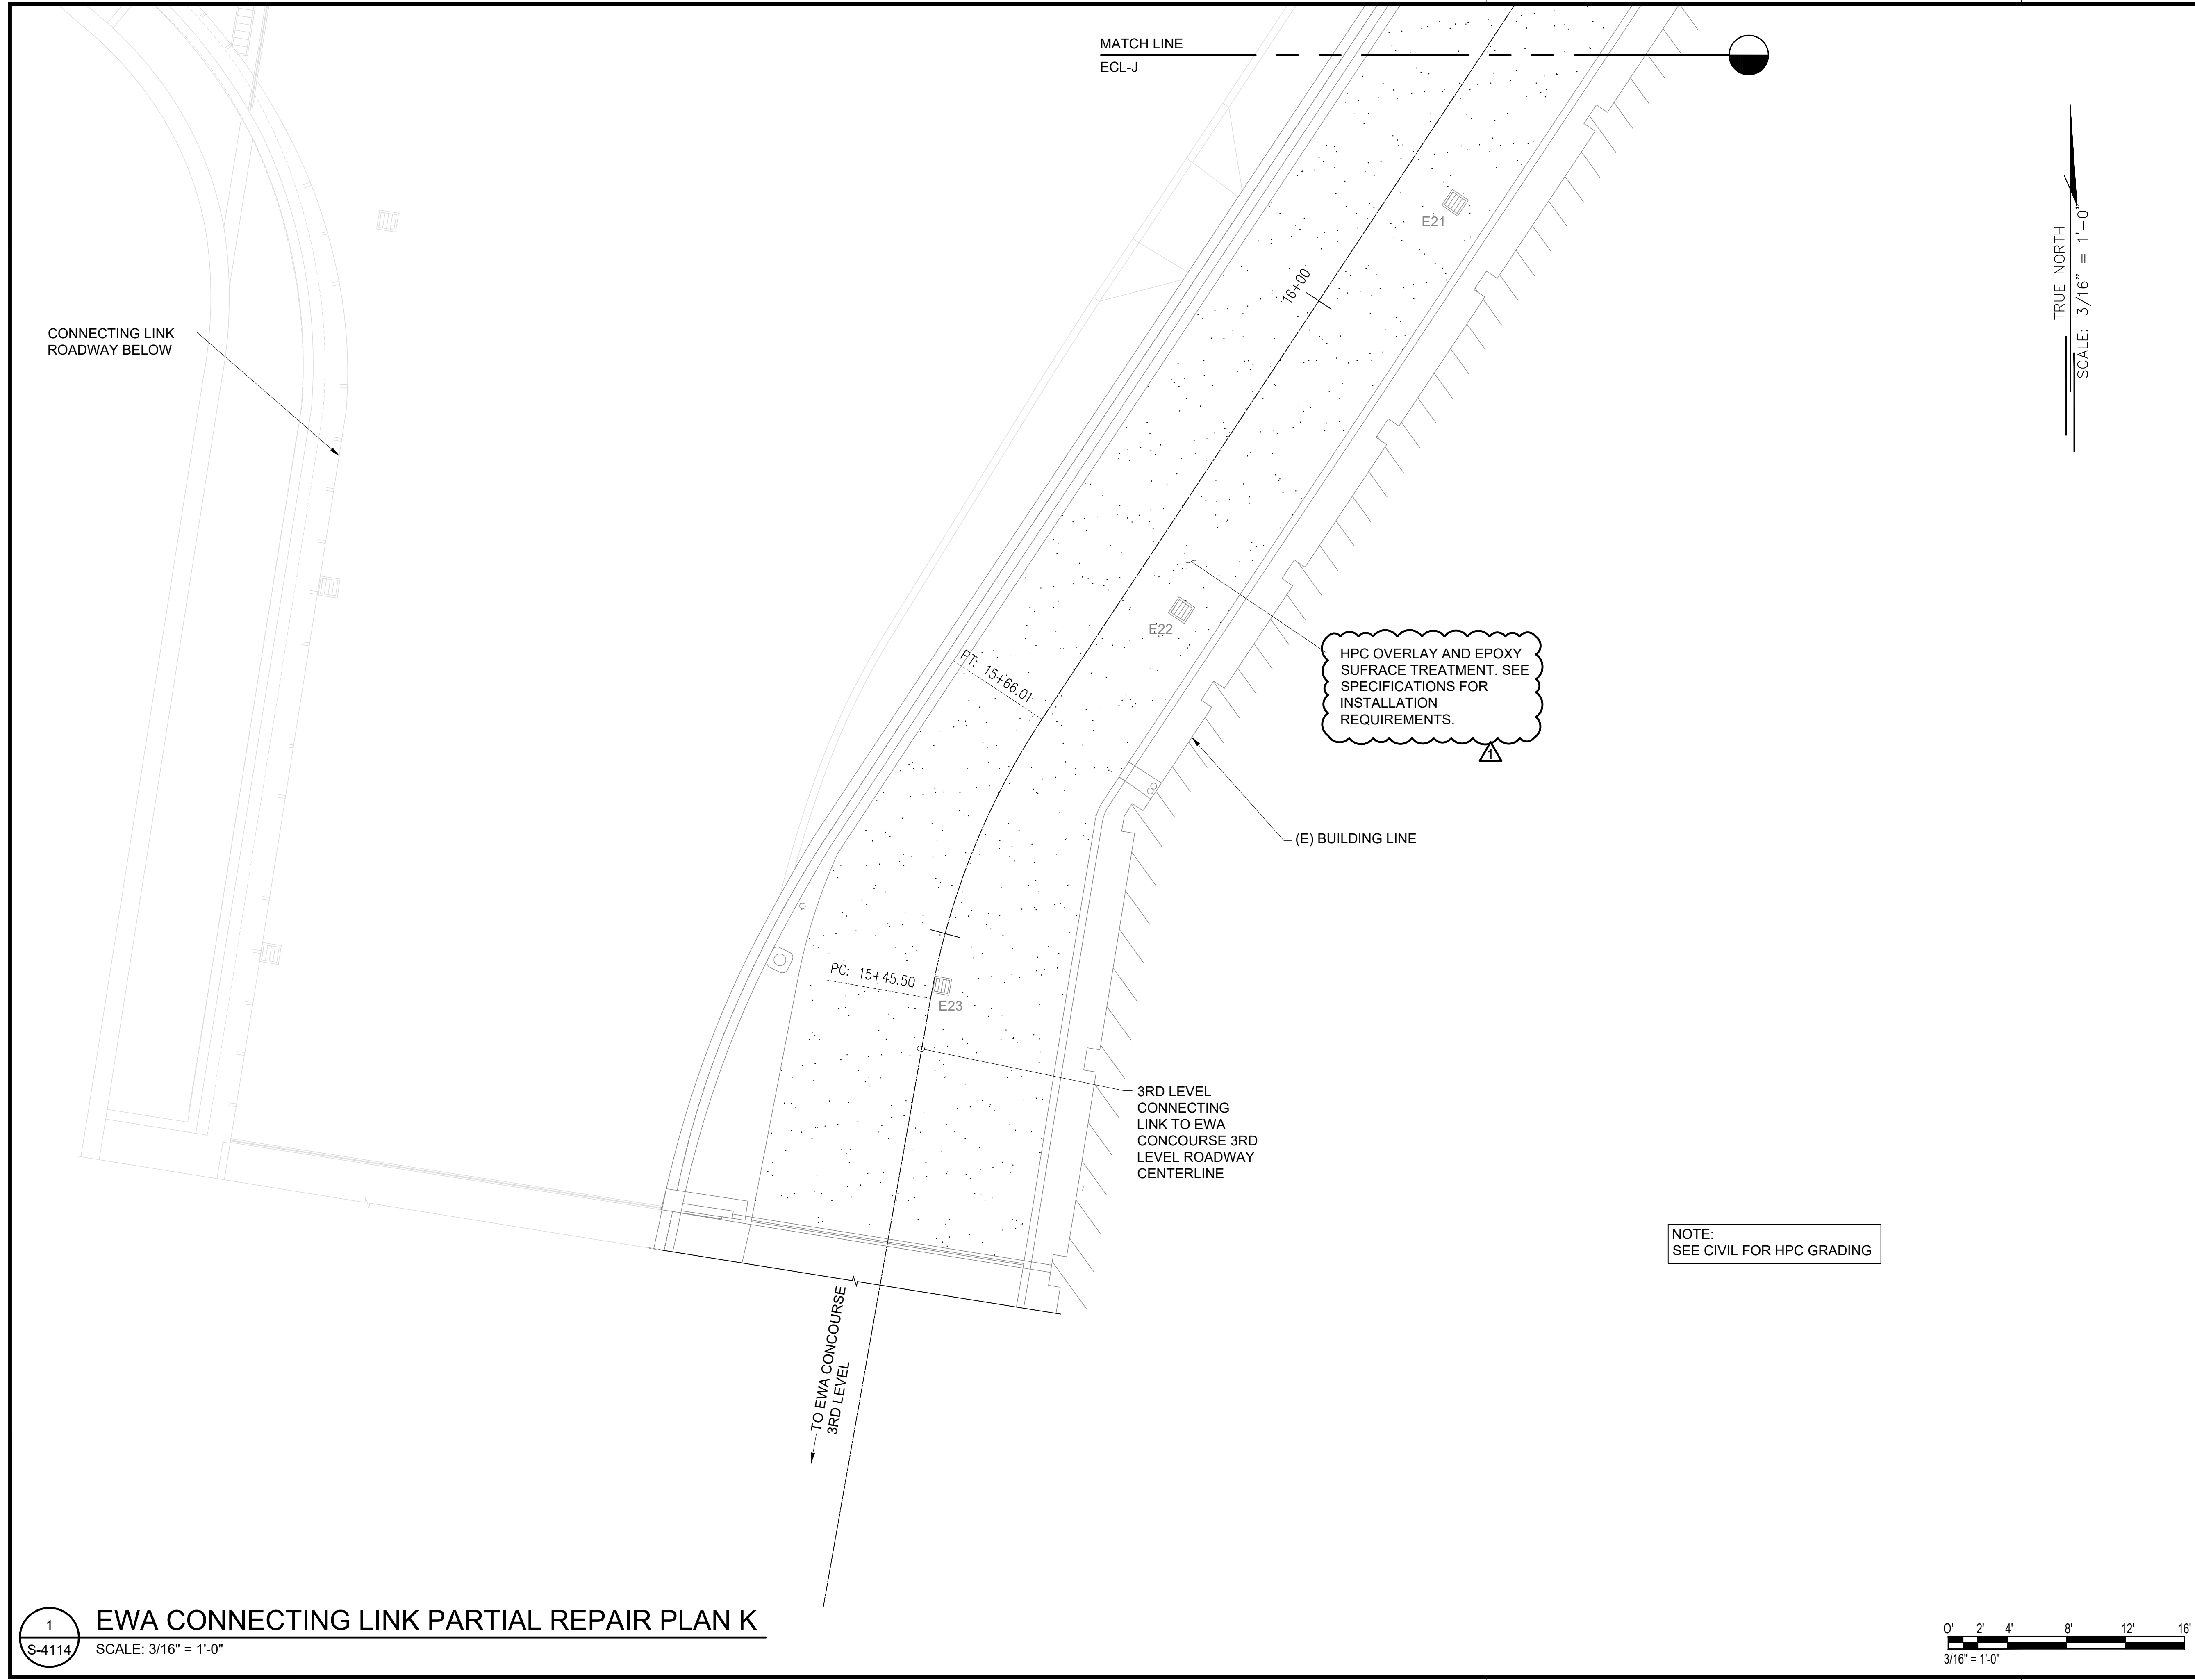 MATCH LINE
ECL-J
TRUE NORTH
SCALE: 3/16" = 1'-0"
E21
16+00
CONNECTING LINK
ROADWAY BELOW
E22
PT: 15+66.01
HPC OVERLAY AND EPOXY
SUFRACE TREATMENT. SEE
SPECIFICATIONS FOR
INSTALLATION
REQUIREMENTS.
1
(E) BUILDING LINE
PC: 15+45.50
E23
3RD LEVEL
CONNECTING
LINK TO EWA
CONCOURSE 3RD
LEVEL ROADWAY
CENTERLINE
NOTE:
SEE CIVIL FOR HPC GRADING
TO EWA CONCOURSE
3RD LEVEL
1
S-4114
EWA CONNECTING LINK PARTIAL REPAIR PLAN K
SCALE: 3/16" = 1'-0"
0' 2' 4' 8' 12' 16'
3/16" = 1'-0"